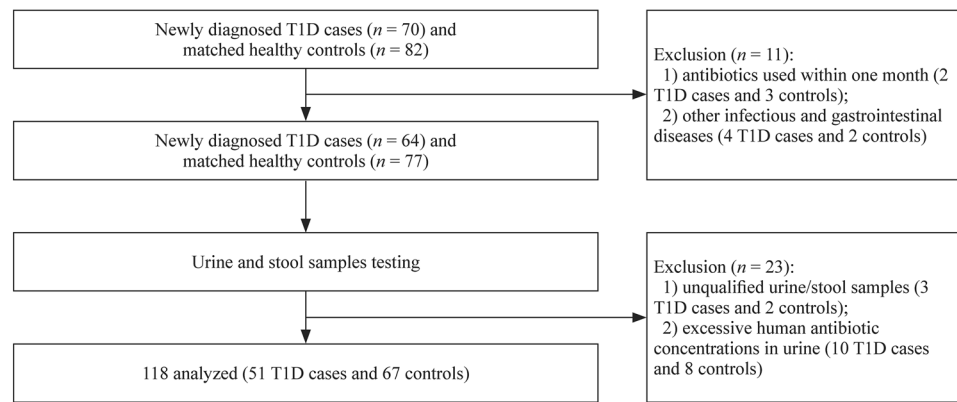 Newly diagnosed T1D cases (n = 70) and
matched healthy controls (n = 82)
Exclusion (n = 11):
1) antibiotics used within one month (2
T1D cases and 3 controls);
2) other infectious and gastrointestinal
diseases (4 T1D cases and 2 controls)
Newly diagnosed T1D cases (n = 64) and
matched healthy controls (n = 77)
Urine and stool samples testing
Exclusion (n = 23):
1) unqualified urine/stool samples (3
T1D cases and 2 controls);
2) excessive human antibiotic
concentrations in urine (10 T1D cases
and 8 controls)
118 analyzed (51 T1D cases and 67 controls)